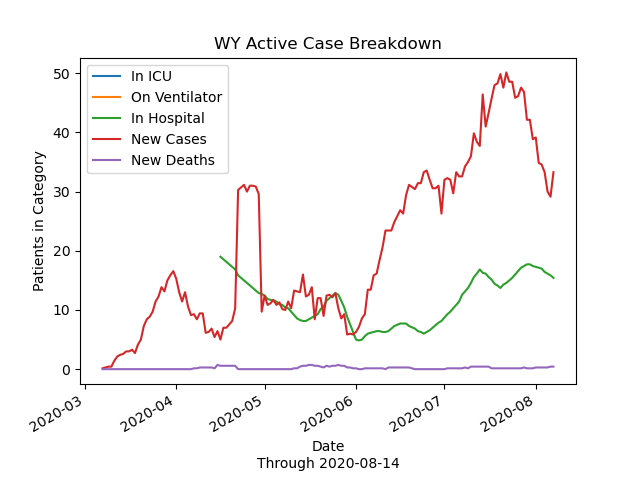 WY Active Case Breakdown
In ICU
On Ventilator
In Hospital
New Cases
New Deaths
Patients in Category
50
40
30
20
10
0
2020-03
2020-04
2020-05
2020-06
2020-07
2020-08
Date
Through 2020-08-14